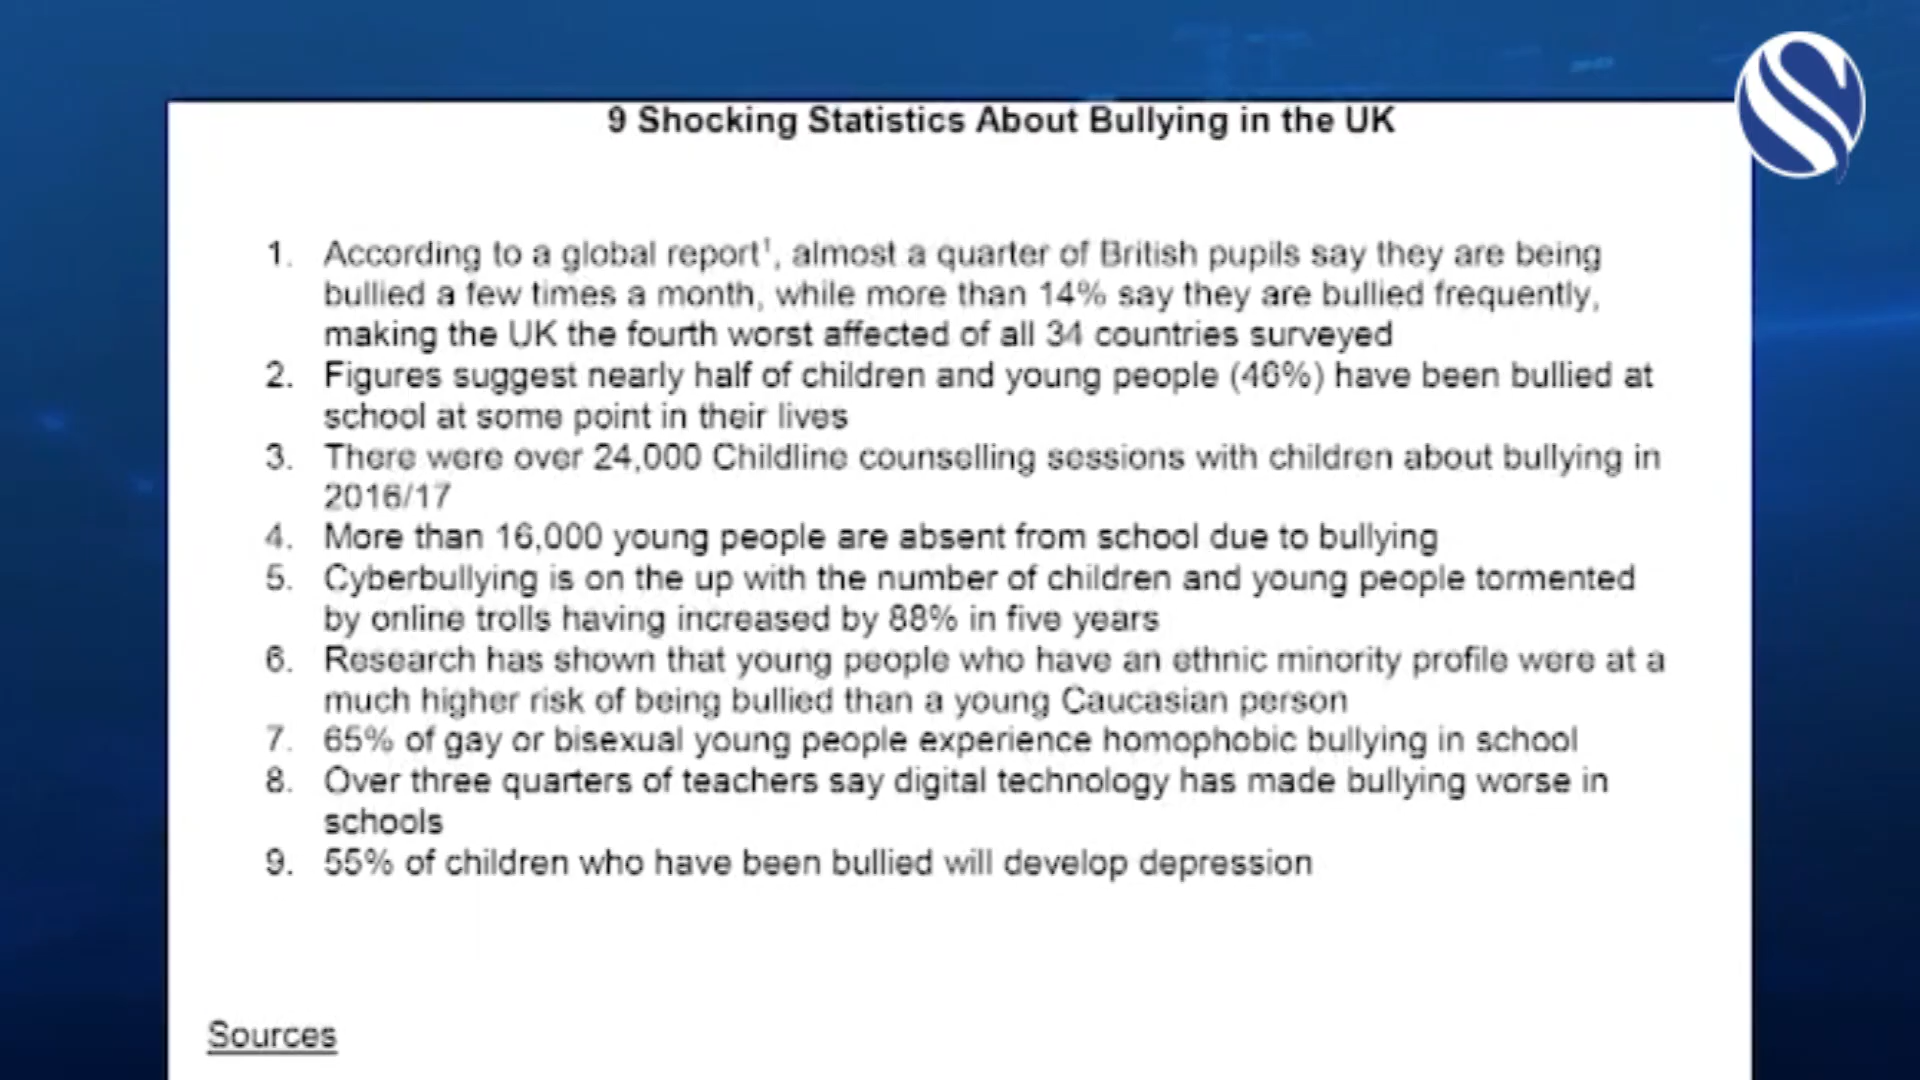 9 Shocking Statistics About Bullying in the UK
1. According to a global report¹, almost a quarter of British pupils say they are being
bullied a few times a month, while more than 14% say they are bullied frequently,
making the UK the fourth worst affected of all 34 countries surveyed
2. Figures suggest nearly half of children and young people (46%) have been bullied at
school at some point in their lives
3. There were over 24,000 Childline counselling sessions with children about bullying in
2016/17
4. More than 16,000 young people are absent from school due to bullying
5. Cyberbullying is on the up with the number of children and young people tormented
by online trolls having increased by 88% in five years
6. Research has shown that young people who have an ethnic minority profile were at a
much higher risk of being bullied than a young Caucasian person
7. 65% of gay or bisexual young people experience homophobic bullying in school
8. Over three quarters of teachers say digital technology has made bullying worse in
schools
9. 55% of children who have been bullied will develop depression
Sources